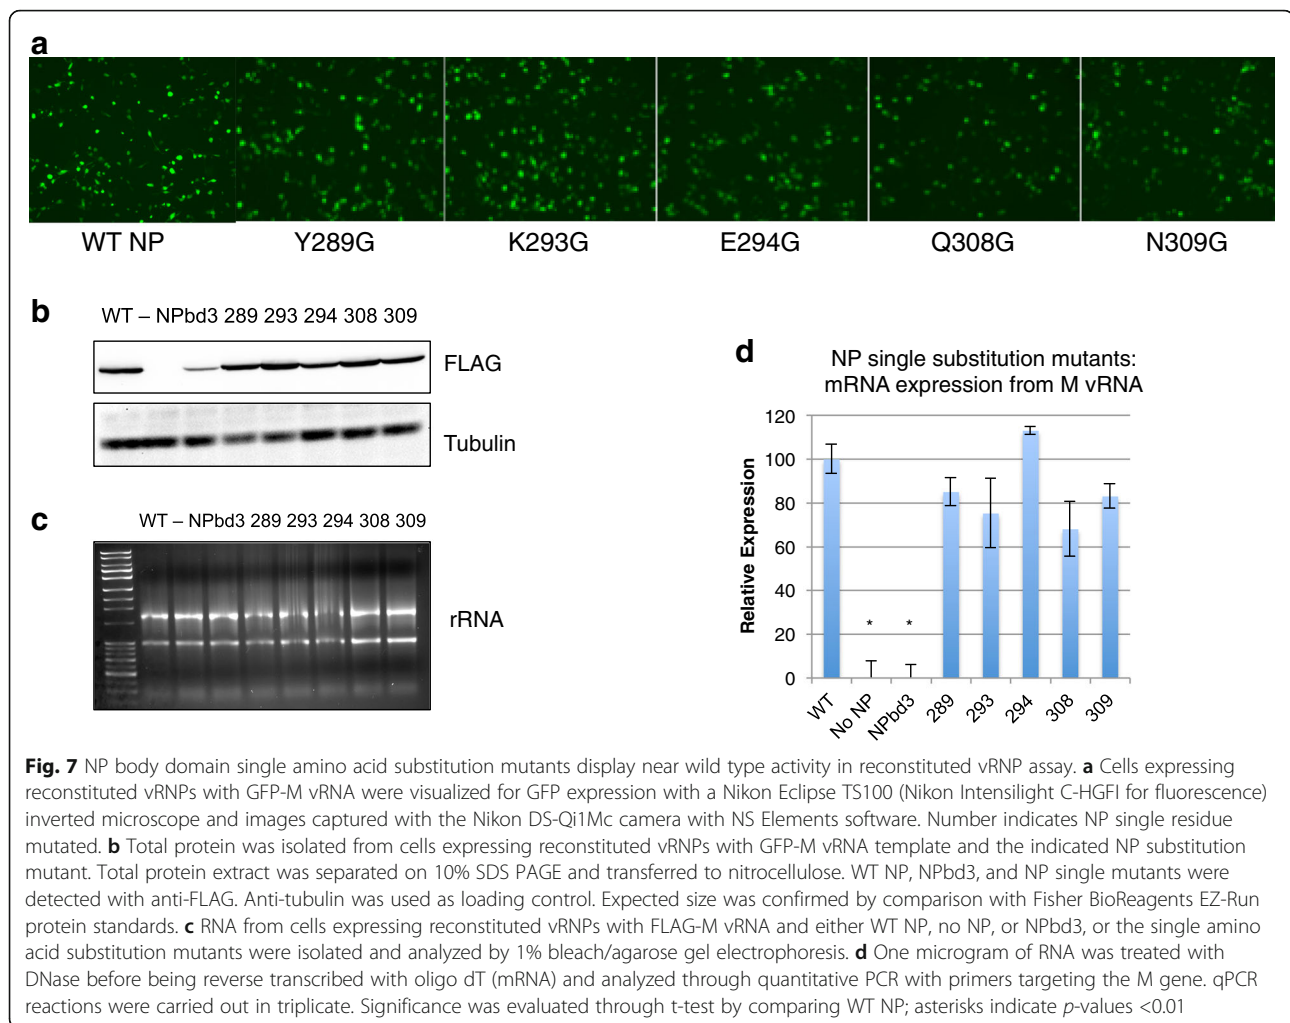 a
WT NP Y289G K293G E294G Q308G N309G
b
WT – NPbd3 289 293 294 308 309
FLAG
Tubulin
c
WT – NPbd3 289 293 294 308 309
rRNA
d
NP single substitution mutants:
mRNA expression from M vRNA
Relative Expression
120
100
80
60
40
20
0
* *
WT No NP NPbd3 289 293 294 308 309
Fig. 7 NP body domain single amino acid substitution mutants display near wild type activity in reconstituted vRNP assay. a Cells expressing
reconstituted vRNPs with GFP-M vRNA were visualized for GFP expression with a Nikon Eclipse TS100 (Nikon Intensilight C-HGFI for fluorescence)
inverted microscope and images captured with the Nikon DS-Qi1Mc camera with NS Elements software. Number indicates NP single residue
mutated. b Total protein was isolated from cells expressing reconstituted vRNPs with GFP-M vRNA template and the indicated NP substitution
mutant. Total protein extract was separated on 10% SDS PAGE and transferred to nitrocellulose. WT NP, NPbd3, and NP single mutants were
detected with anti-FLAG. Anti-tubulin was used as loading control. Expected size was confirmed by comparison with Fisher BioReagents EZ-Run
protein standards. c RNA from cells expressing reconstituted vRNPs with FLAG-M vRNA and either WT NP, no NP, or NPbd3, or the single amino
acid substitution mutants were isolated and analyzed by 1% bleach/agarose gel electrophoresis. d One microgram of RNA was treated with
DNase before being reverse transcribed with oligo dT (mRNA) and analyzed through quantitative PCR with primers targeting the M gene. qPCR
reactions were carried out in triplicate. Significance was evaluated through t-test by comparing WT NP; asterisks indicate p-values <0.01